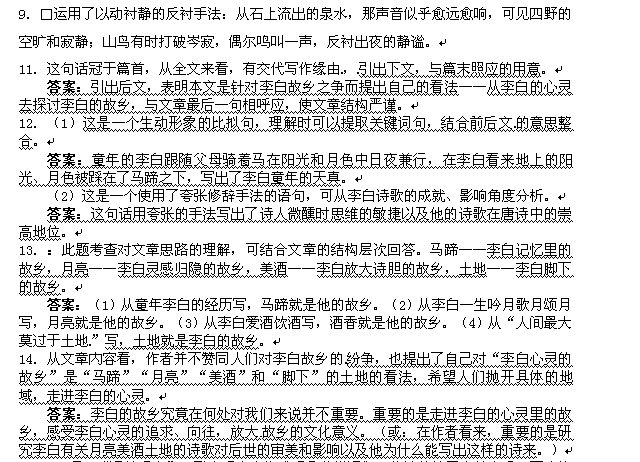 9. 囗运用了以动衬静的反衬手法：从石上流出的泉水，那声音似乎愈远愈响，可见四野的
空旷和寂静；山鸟有时打破岑寂，偶尔鸣叫一声，反衬出夜的静谧。
11. 这句话冠于篇首，从全文来看，有交代写作缘由.，引出下文，与篇末照应的用意。
答案：引出后文，表明本文是针对李白故乡之争而提出自己的看法——从李白的心灵
去探讨李白的故乡，与文章最后一句相呼应，使文章结构严谨。
12. （1）这是一个生动形象的比拟句，理解时可以提取关键词句，结合前后文.的意思整
合。
答案：童年的李白跟随父母骑着马在阳光和月色中日夜兼行，在李白看来地上的阳
光、月色被踩在了马蹄之下，写出了李白童年的天真。
（2）这是一个使用了夸张修辞手法的语句，可从李白诗歌的成就、影响角度分析。
答案：这句话用夸张的手法写出了诗人微醺时思维的敏捷以及他的诗歌在唐诗中的崇
高地位。
13. ：此题考查对文章思路的理解，可结合文章的结构层次回答。马蹄——李白记忆里的
故乡，月亮——李白灵感归隐的故乡，美酒——李白放大诗胆的故乡，土地——李白脚下
的故乡。
答案：（1）从童年李白的经历写，马蹄就是他的故乡。（2）从李白一生吟月歌月颂月
写，月亮就是他的故乡。（3）从李白爱酒饮酒写，酒香就是他的故乡。（4）从“人间最大
莫过于土地.”写，土地就是李白的故乡。
14. 从文章内容看，作者并不赞同人们对李白故乡的.纷争，也提出了自己对“李白心灵的
故乡”是“马蹄”“月亮”“美酒”和“脚下”的土地的看法，希望人们抛开具体的地
域，走进李白的心灵。
答案：李白的故乡究竟在何处对我们来说并不重要。重要的是走进李白的心灵里的故
乡，感受李白心灵的追求、向往，放大.故乡的文化意义。（或：在作者看来，重要的是研
究李白有关月亮美酒土地的诗歌对后世的审美和影响以及他为什么能写出这样的诗来。）